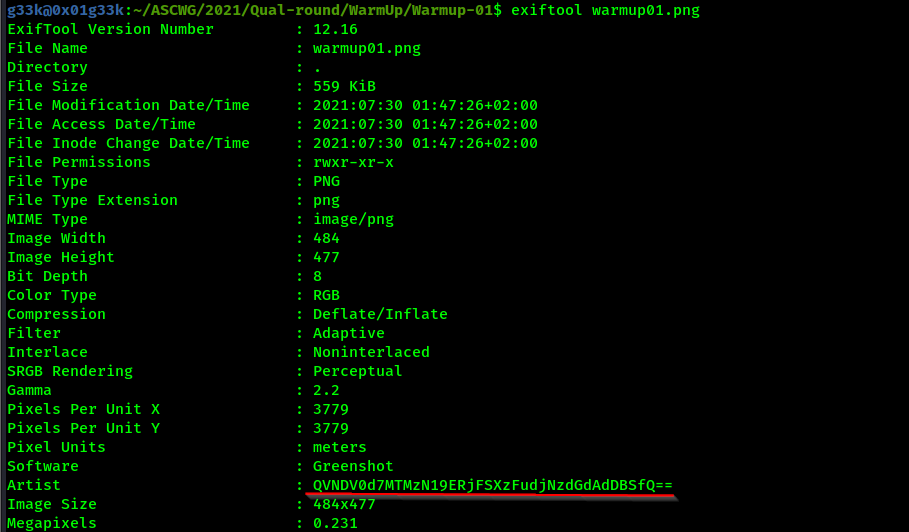 g33k@0x01g33k:~/ASCWG/2021/Qual-round/WarmUp/Warmup-01$ exiftool warmup01.png
ExifTool Version Number : 12.16
File Name : warmup01.png
Directory : .
File Size : 559 KiB
File Modification Date/Time : 2021:07:30 01:47:26+02:00
File Access Date/Time : 2021:07:30 01:47:26+02:00
File Inode Change Date/Time : 2021:07:30 01:47:26+02:00
File Permissions : rwxr-xr-x
File Type : PNG
File Type Extension : png
MIME Type : image/png
Image Width : 484
Image Height : 477
Bit Depth : 8
Color Type : RGB
Compression : Deflate/Inflate
Filter : Adaptive
Interlace : Noninterlaced
SRGB Rendering : Perceptual
Gamma : 2.2
Pixels Per Unit X : 3779
Pixels Per Unit Y : 3779
Pixel Units : meters
Software : Greenshot
Artist : QVNDV0d7MTMzN19ERjFSXzFudjNzdGdAdDBSfQ==
Image Size : 484x477
Megapixels : 0.231